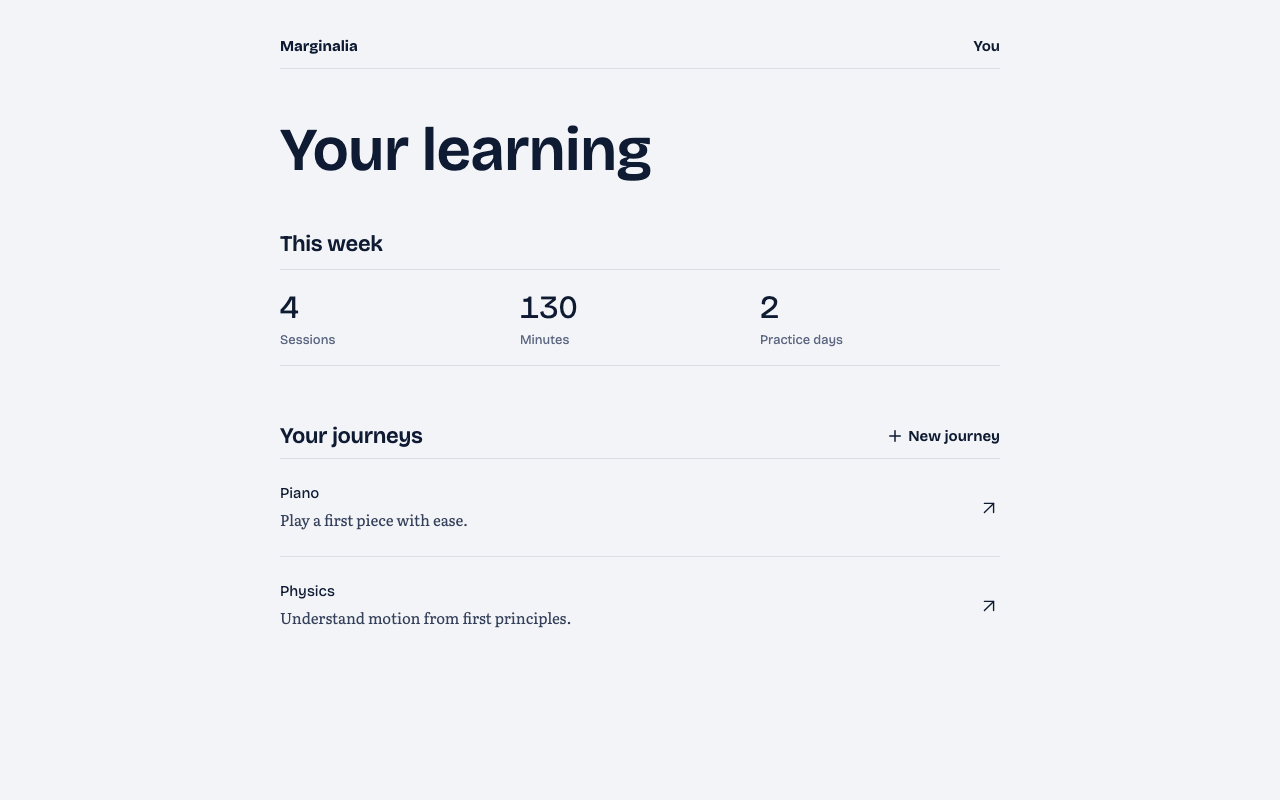 Marginalia
You
Your learning
This week
4
130
2
Sessions
Minutes
Practice days
Your journeys
+ New journey
Piano
Play a first piece with ease.
Physics
Understand motion from first principles.